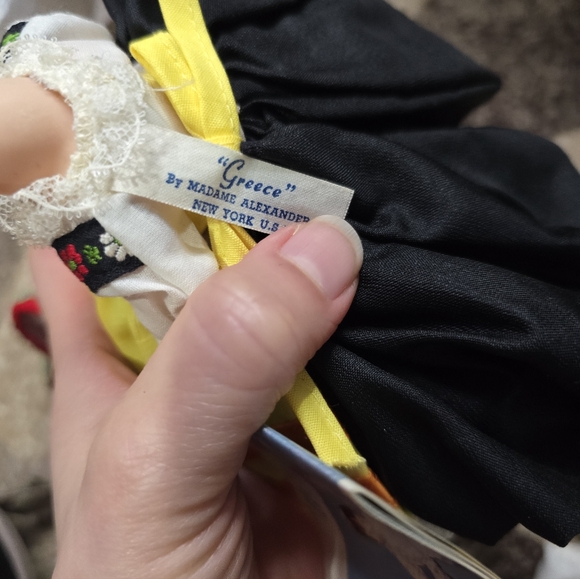 "Greece"
By MADAME ALEXANDER
NEW YORK U.S